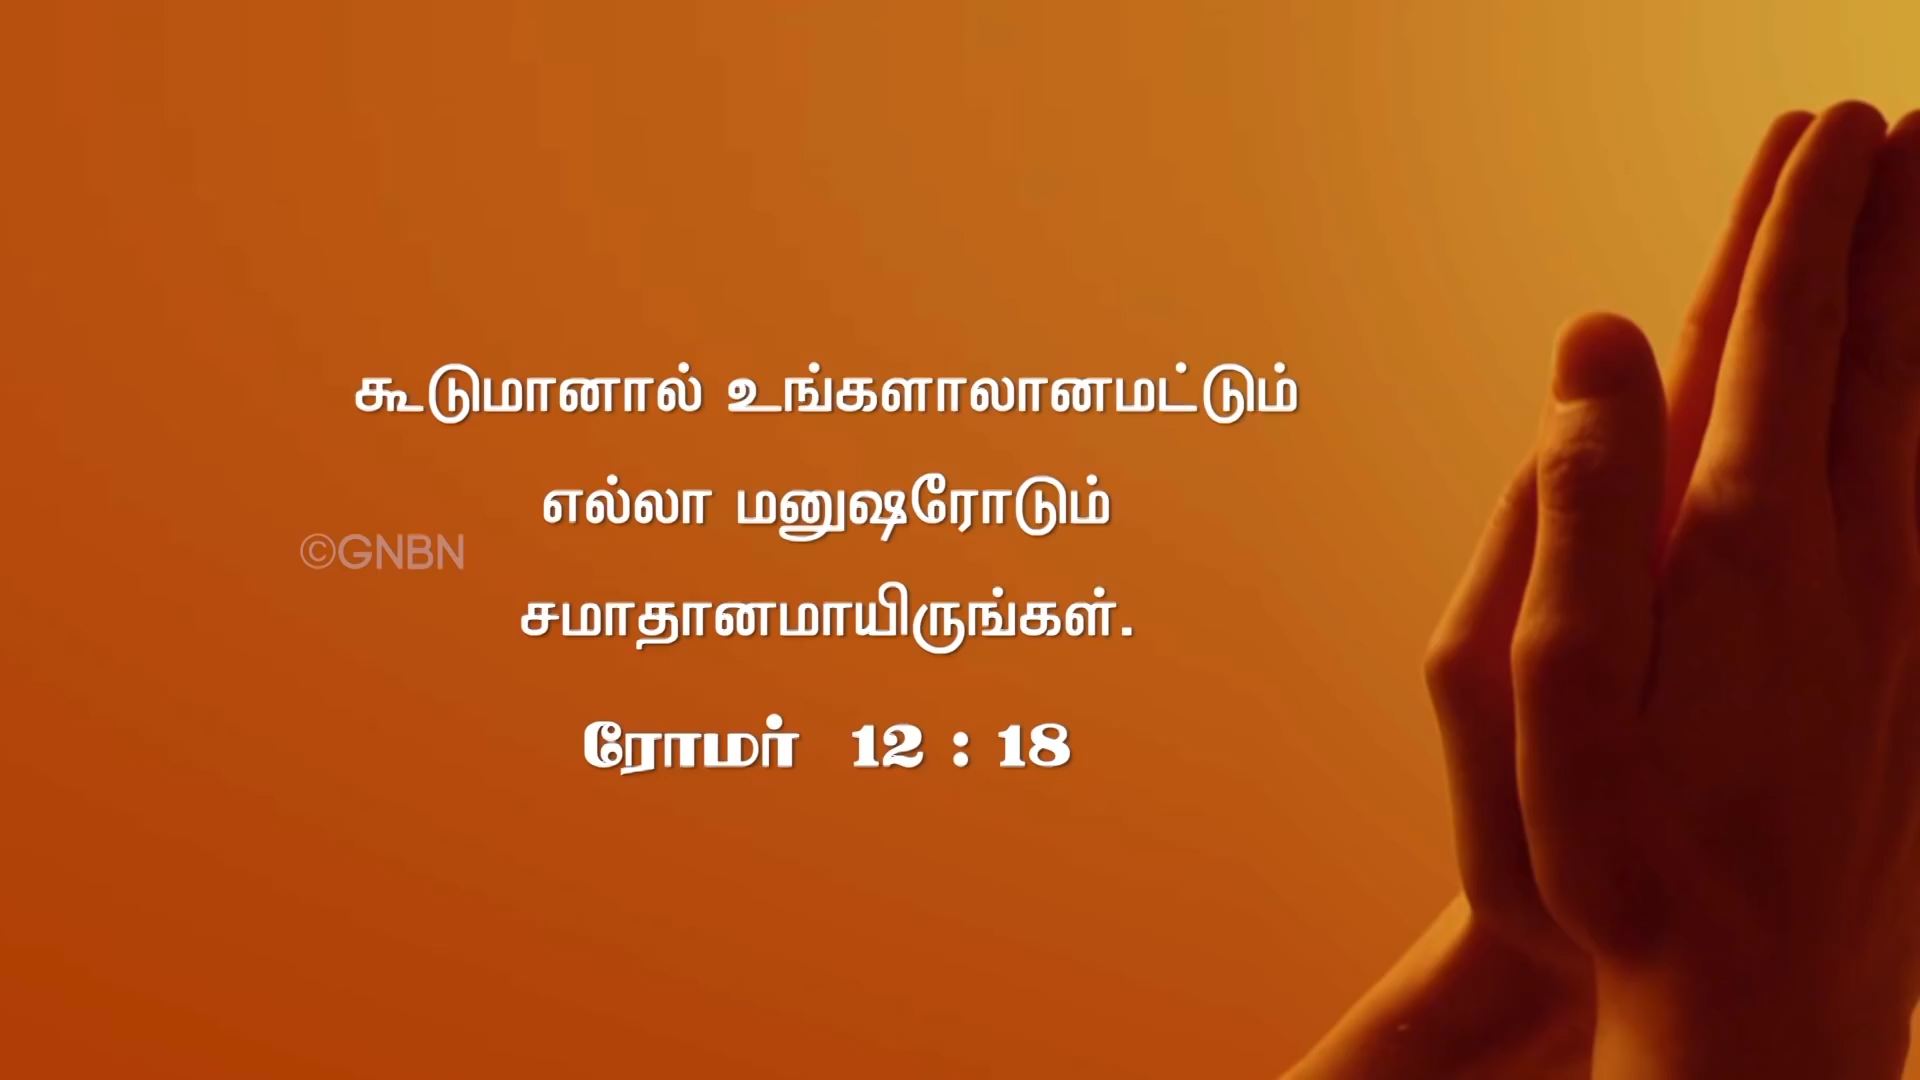 கூடுமானால் உங்களாலானமட்டும்
எல்லா மனுஷரோடும்
©GNBN
சமாதானமாயிருங்கள்.
ரோமர் 12 : 18